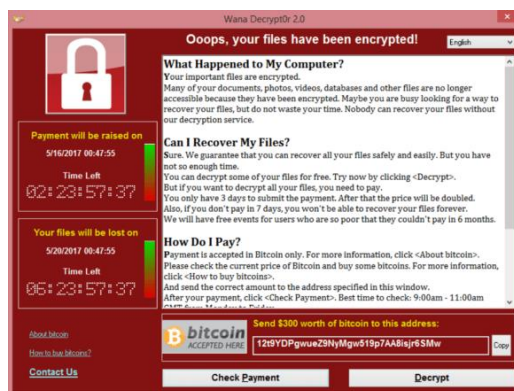 Wana Decrypt0r 2.0
Ooops, your files have been encrypted!
English
What Happened to My Computer?
Your important files are encrypted.
Many of your documents, photos, videos, databases and other files are no longer
accessible because they have been encrypted. Maybe you are busy looking for a way to
recover your files, but do not waste your time. Nobody can recover your files without
our decryption service.
Can I Recover My Files?
Sure. We guarantee that you can recover all your files safely and easily. But you have
not so enough time.
You can decrypt some of your files for free. Try now by clicking <Decrypt>.
But if you want to decrypt all your files, you need to pay.
You only have 3 days to submit the payment. After that the price will be doubled.
Also, if you don't pay in 7 days, you won't be able to recover your files forever.
We will have free events for users who are so poor that they couldn't pay in 6 months.
How Do I Pay?
Payment is accepted in Bitcoin only. For more information, click <About bitcoin>.
Please check the current price of Bitcoin and buy some bitcoins. For more information,
click <How to buy bitcoins>.
And send the correct amount to the address specified in this window.
After your payment, click <Check Payment>. Best time to check: 9:00am - 11:00am
GMT from Monday to Friday.
Payment will be raised on
5/16/2017 00:47:55
Time Left
02:23:57:37
Your files will be lost on
5/20/2017 00:47:55
Time Left
06:23:57:37
About bitcoin
How to buy bitcoins?
Contact Us
bitcoin
ACCEPTED HERE
Send $300 worth of bitcoin to this address:
12t9YDPgwueZ9NyMgw519p7AA8isjr6SMw
Copy
Check Payment
Decrypt